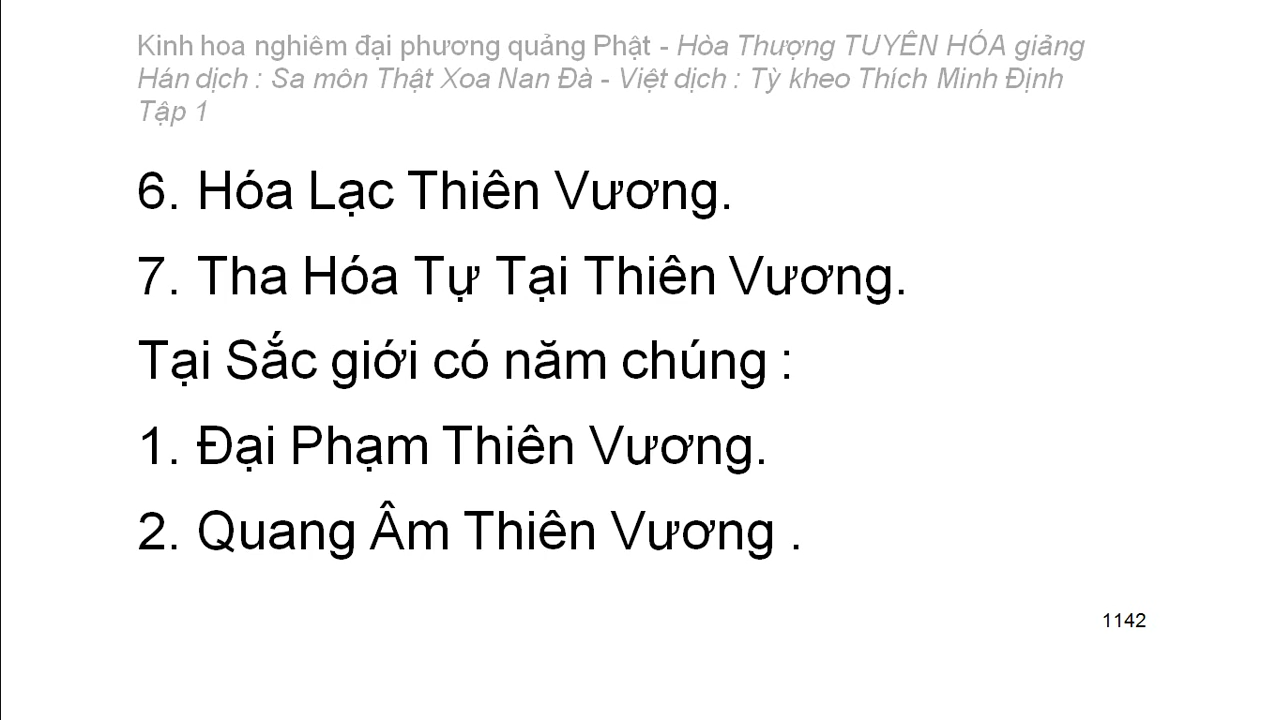 Kinh hoa nghiêm đại phương quảng Phật - Hòa Thượng TUYÊN HÓA giảng
Hán dịch : Sa môn Thật Xoa Nan Đà - Việt dịch : Tỳ kheo Thích Minh Định
Tập 1
6. Hóa Lạc Thiên Vương.
7. Tha Hóa Tự Tại Thiên Vương.
Tại Sắc giới có năm chúng :
1. Đại Phạm Thiên Vương.
2. Quang Âm Thiên Vương .
1142